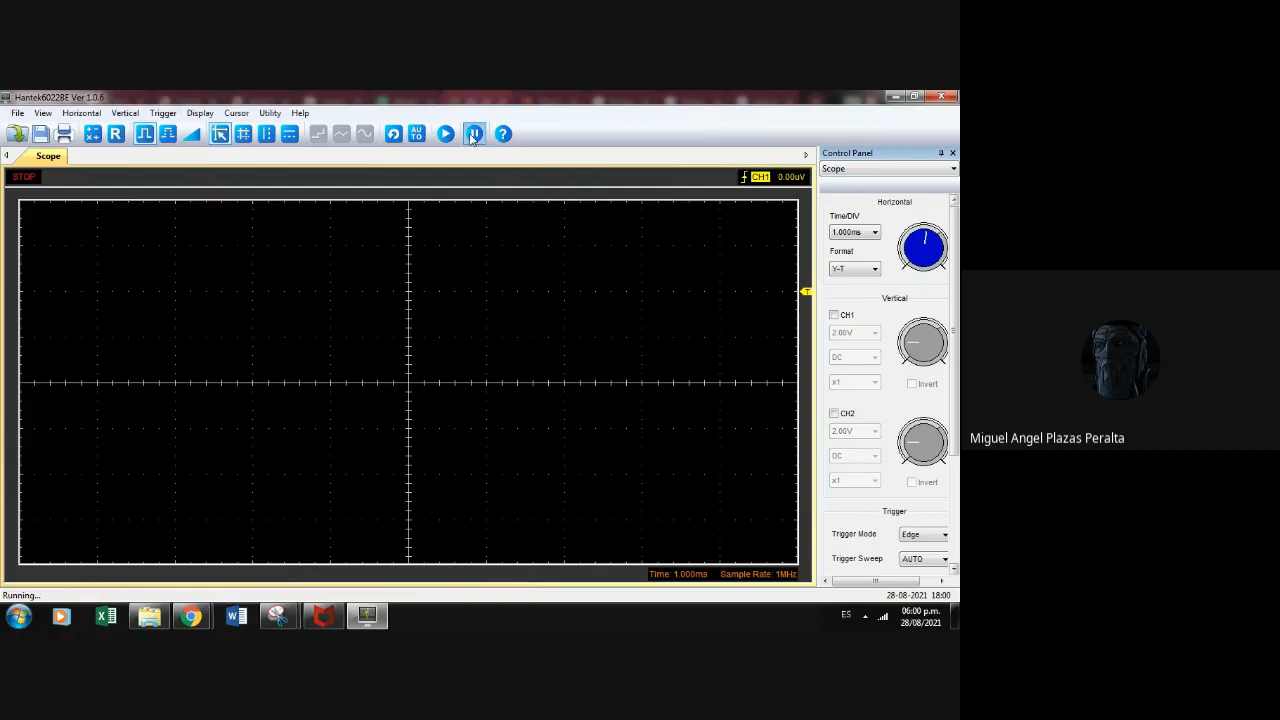 Hantek6022BE Ver 1.0.6
File View Horizontal Vertical Trigger Display Cursor Utility Help
R AU TO ?
Scope
Control Panel
Scope
STOP
CH1 0.00uV
T
Horizontal
Time/DIV
1.000ms
Format
Y-T
Vertical
CH1
2.00V
DC
x1
Invert
CH2
2.00V
DC
x1
Invert
Trigger
Trigger Mode Edge
Trigger Sweep AUTO
Time: 1.000ms Sample Rate: 1MHz
Running...
28-08-2021 18:00
ES
06:00 p.m.
28/08/2021
Miguel Angel Plazas Peralta